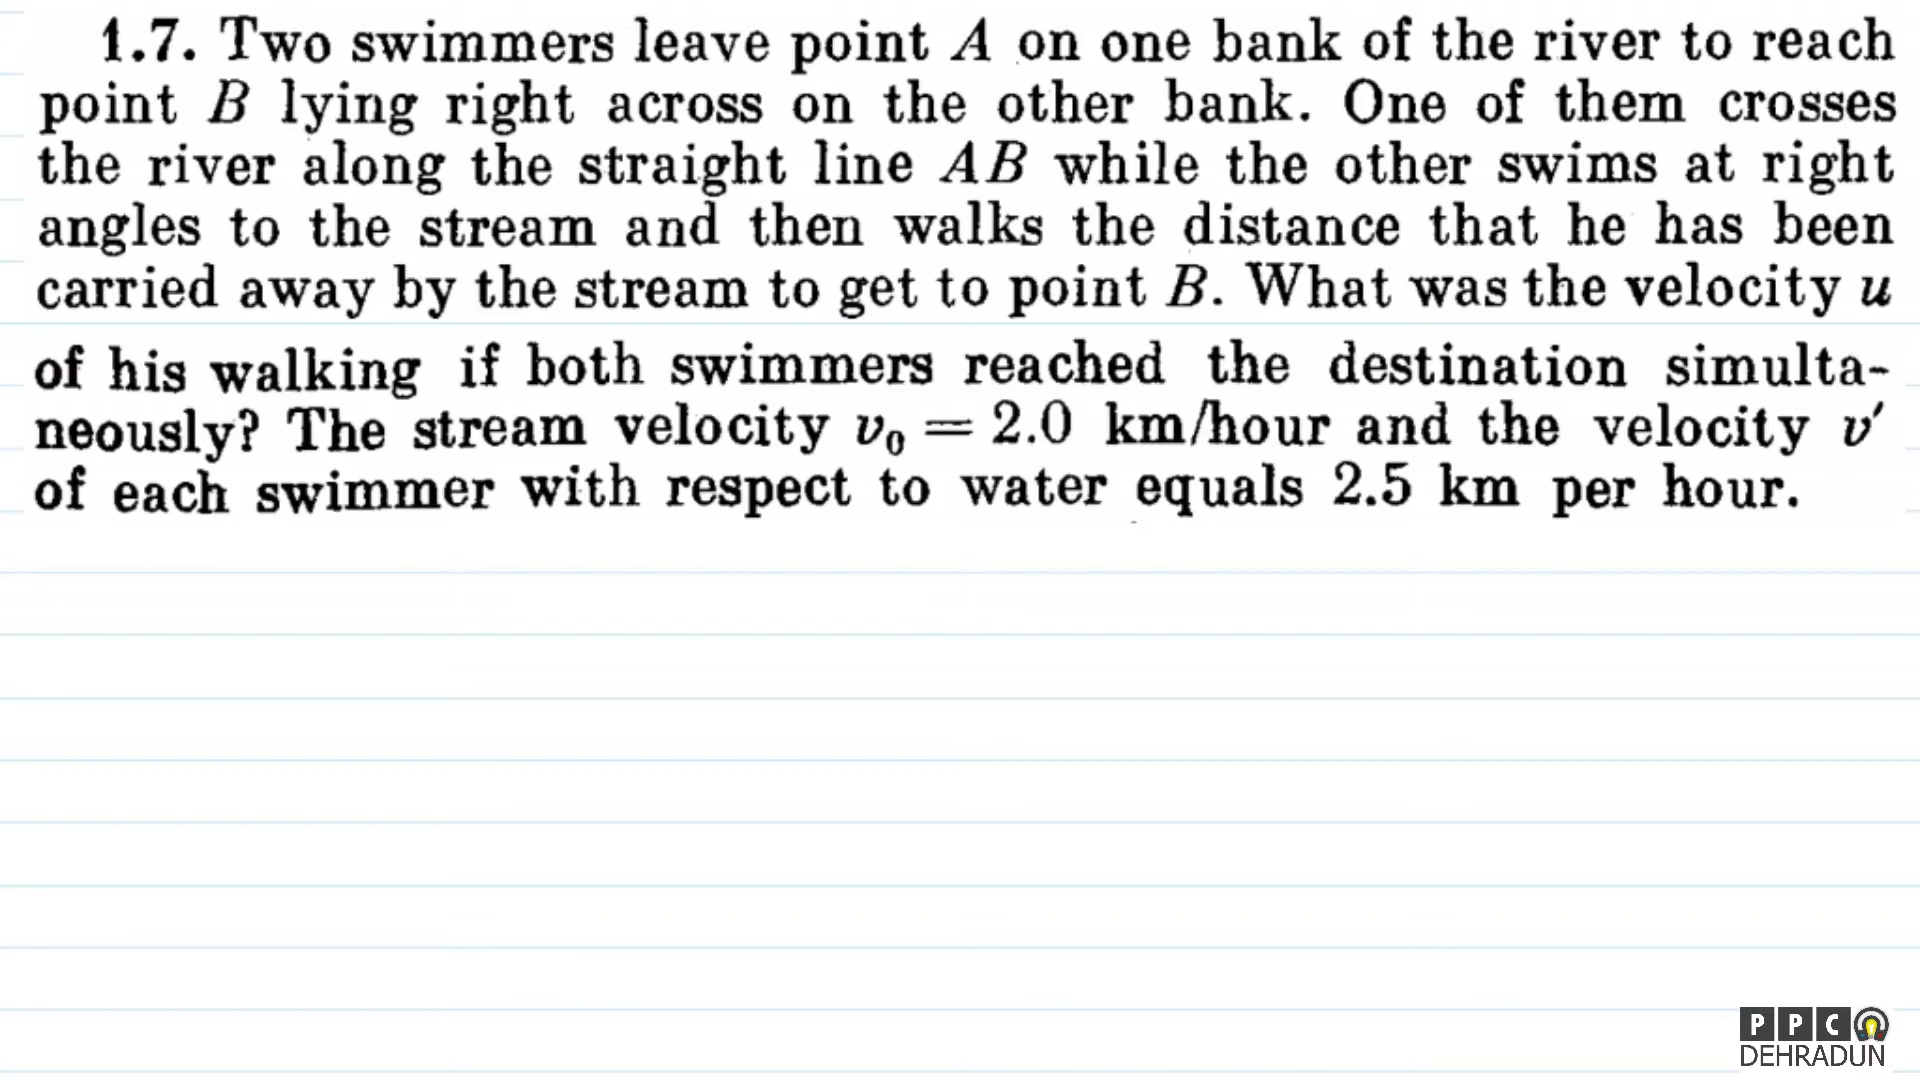 1.7. Two swimmers leave point A on one bank of the river to reach
point B lying right across on the other bank. One of them crosses
the river along the straight line AB while the other swims at right
angles to the stream and then walks the distance that he has been
carried away by the stream to get to point B. What was the velocity u
of his walking if both swimmers reached the destination simulta-
neously? The stream velocity v₀ = 2.0 km/hour and the velocity v′
of each swimmer with respect to water equals 2.5 km per hour.
PPC
DEHRADUN